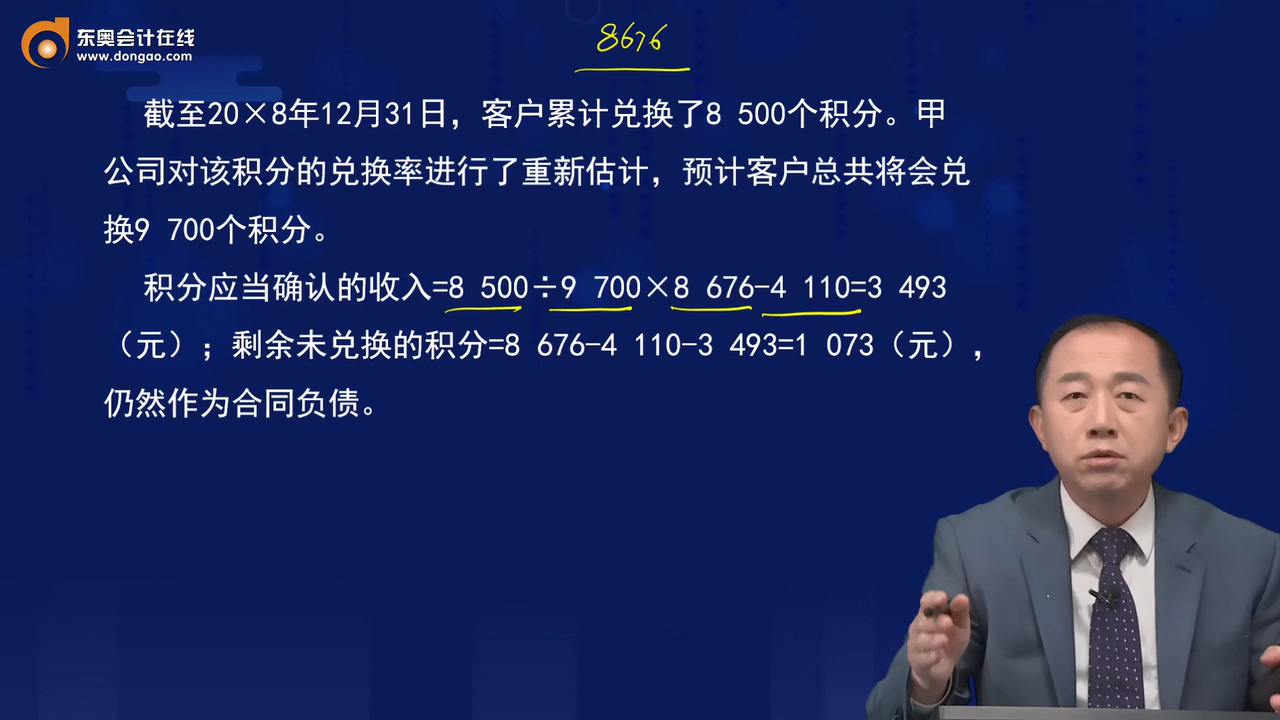 东奥会计在线
www.dongao.com
8676
截至20×8年12月31日，客户累计兑换了8 500个积分。甲
公司对该积分的兑换率进行了重新估计，预计客户总共将会兑
换9 700个积分。
积分应当确认的收入=8 500÷9 700×8 676-4 110=3 493
（元）；剩余未兑换的积分=8 676-4 110-3 493=1 073（元），
仍然作为合同负债。